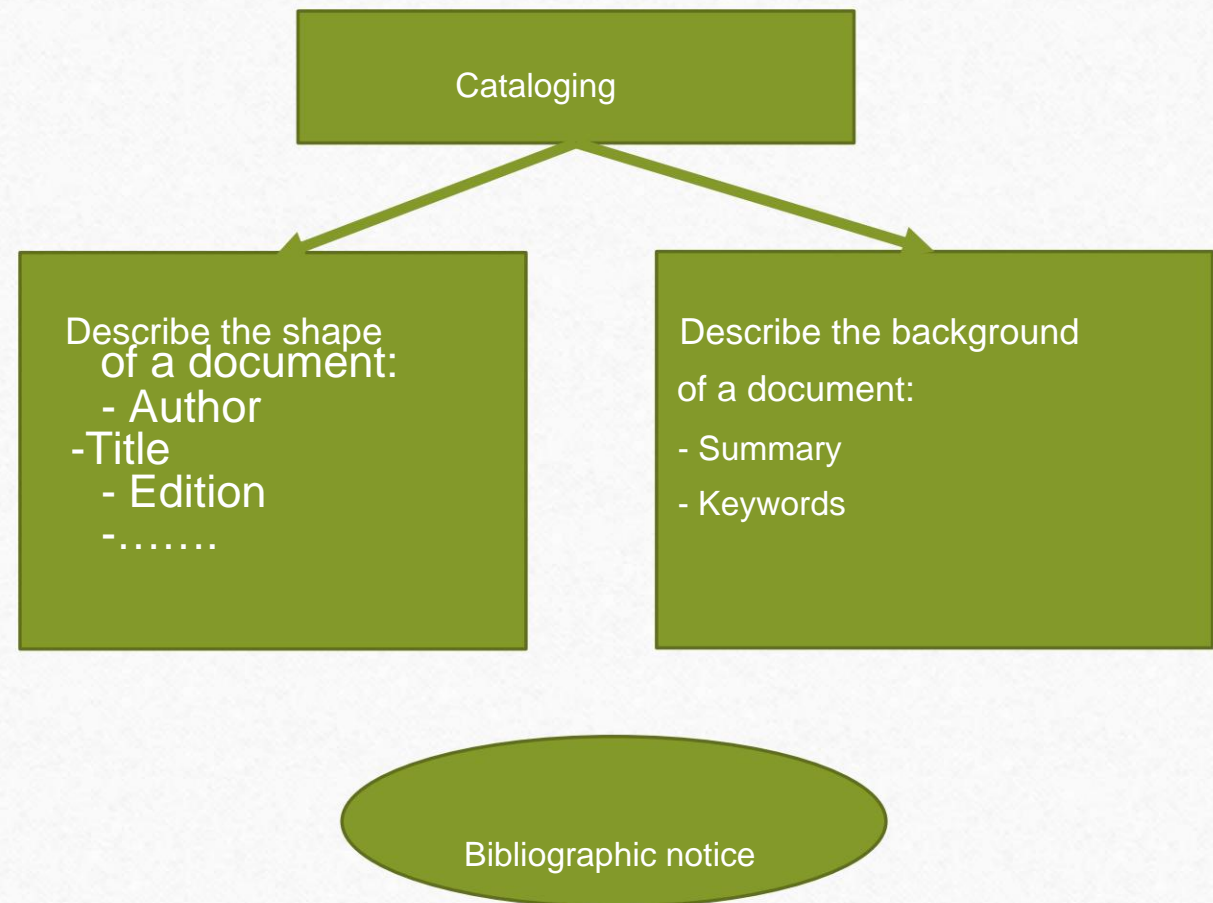 Cataloging
Describe the shape
of a document:
- Author
-Title
- Edition
-…….
Describe the background
of a document:
- Summary
- Keywords
Bibliographic notice